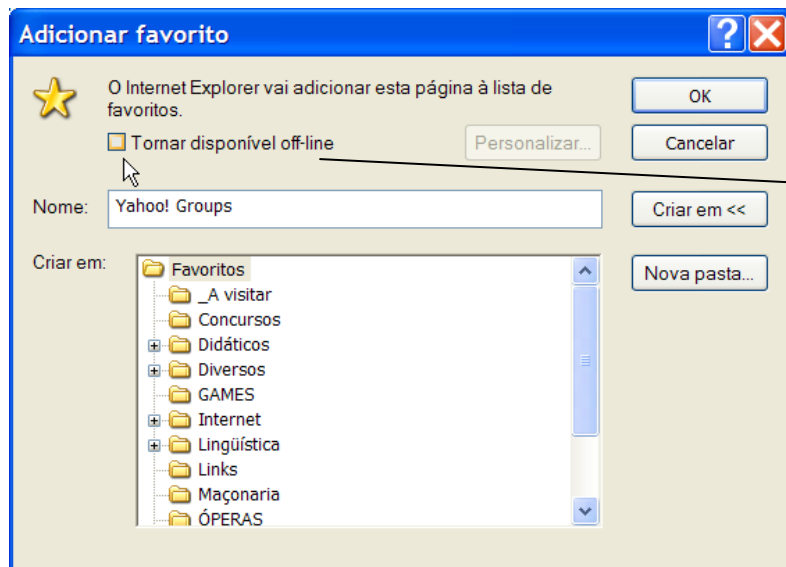 Adicionar favorito
O Internet Explorer vai adicionar esta página à lista de
favoritos.
OK
Tornar disponível off-line
Personalizar...
Cancelar
Nome:
Yahoo! Groups
Criar em <<
Criar em:
Favoritos
Nova pasta...
_A visitar
Concursos
Didáticos
Diversos
GAMES
Internet
Lingüística
Links
Maçonaria
ÓPERAS